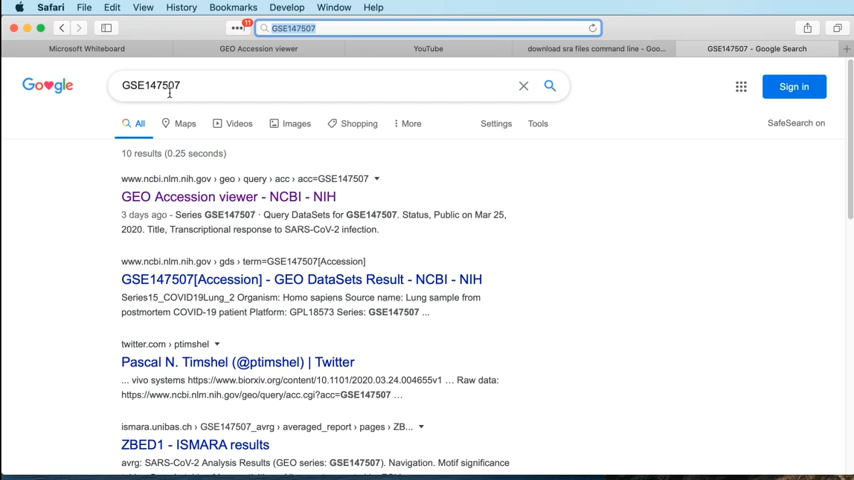 Safari File Edit View History Bookmarks Develop Window Help
11 GSE147507
Microsoft Whiteboard GEO Accession viewer YouTube download sra files command line - Goo... GSE147507 - Google Search
Google GSE147507 Sign in
All Maps Videos Images Shopping More Settings Tools SafeSearch on
10 results (0.25 seconds)
www.ncbi.nlm.nih.gov › geo › query › acc › acc=GSE147507
GEO Accession viewer - NCBI - NIH
3 days ago - Series GSE147507 · Query DataSets for GSE147507. Status, Public on Mar 25,
2020. Title, Transcriptional response to SARS-CoV-2 infection.
www.ncbi.nlm.nih.gov › gds › term=GSE147507[Accession]
GSE147507[Accession] - GEO DataSets Result - NCBI - NIH
Series15_COVID19Lung_2 Organism: Homo sapiens Source name: Lung sample from
postmortem COVID-19 patient Platform: GPL18573 Series: GSE147507 ...
twitter.com › ptimshel
Pascal N. Timshel (@ptimshel) | Twitter
... vivo systems https://www.biorxiv.org/content/10.1101/2020.03.24.004655v1 ... Raw data:
https://www.ncbi.nlm.nih.gov/geo/query/acc.cgi?acc=GSE147507 ...
ismara.unibas.ch › GSE147507_avrg › averaged_report › pages › ZB...
ZBED1 - ISMARA results
avrg: SARS-CoV-2 Analysis Results (GEO series: GSE147507). Navigation. Motif significance